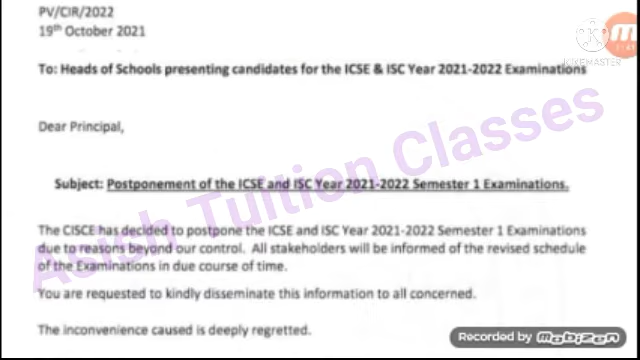 PV/CIR/2022
19th October 2021
To: Heads of Schools presenting candidates for the ICSE & ISC Year 2021-2022 Examinations
Dear Principal,
Subject: Postponement of the ICSE and ISC Year 2021-2022 Semester 1 Examinations.
The CISCE has decided to postpone the ICSE and ISC Year 2021-2022 Semester 1 Examinations
due to reasons beyond our control. All stakeholders will be informed of the revised schedule
of the Examinations in due course of time.
You are requested to kindly disseminate this information to all concerned.
The inconvenience caused is deeply regretted.
Asish Tuition Classes
KINEMASTER
Recorded by Mobizen